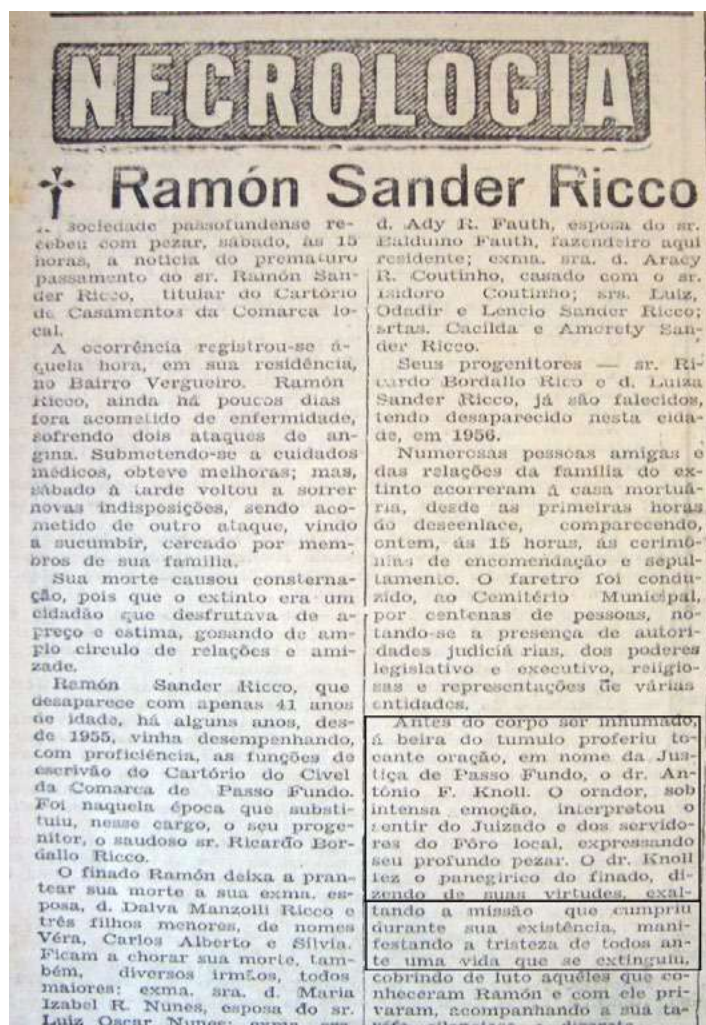 NECROLOGIA
† Ramón Sander Ricco
sociedade passofundense re-
cebeu com pezar, sábado, às 15
horas, a notícia do prematuro
passamento do sr. Ramón San-
der Ricco, titular do Cartório
de Casamentos da Comarca lo-
cal.
A ocorrência registrou-se á-
quela hora, em sua residência,
no Bairro Vergueiro. Ramón
Ricco, ainda há poucos dias
fora acometido de enfermidade,
sofrendo dois ataques de an-
gina. Submetendo-se a cuidados
médicos, obteve melhoras; mas,
sábado à tarde voltou a sofrer
novas indisposições, sendo aco-
metido de outro ataque, vindo
a sucumbir, cercado por mem-
bros de sua família.
Sua morte causou consterna-
ção, pois que o extinto era um
cidadão que desfrutava de a-
preço e estima, gosando de am-
plo circulo de relações e ami-
zade.
Ramón Sander Ricco, que
desaparece com apenas 41 anos
de idade, há alguns anos, des-
de 1955, vinha desempenhando,
com proficiência, as funções de
escrivão do Cartório do Civel
da Comarca de Passo Fundo.
Foi naquela época que substi-
tuiu, nesse cargo, o seu proge-
nitor, o saudoso sr. Ricardo Bor-
dallo Ricco.
O finado Ramón deixa a pran-
tear sua morte a sua exma. es-
posa, d. Dalva Manzolli Ricco e
três filhos menores, de nomes
Véra, Carlos Alberto e Silvia.
Ficam a chorar sua morte, tam-
bém, diversos irmãos, todos
maiores: exma. sra. d. Maria
Izabel R. Nunes, esposa do sr.
Luiz Oscar Nunes; exma. sra.
d. Ady R. Fauth, esposa do sr.
Balduino Fauth, fazendeiro aqui
residente; exma. sra. d. Aracy
R. Coutinho, casado com o sr.
Isidoro Coutinho; srs. Luiz,
Odadir e Lencio Sander Ricco;
srtas. Cacilda e Amorety San-
der Ricco.
Seus progenitores — sr. Ri-
cardo Bordallo Rico e d. Luiza
Sander Ricco, já são falecidos,
tendo desaparecido nesta cida-
de, em 1956.
Numerosas pessoas amigas e
das relações da família do ex-
tinto acorreram á casa mortuá-
ria, desde as primeiras horas
do deseenlace, comparecendo,
ontem, ás 15 horas, ás cerimô-
nias de encomendação e sepul-
tamento. O faretro foi condu-
zido, ao Cemitério Municipal,
por centenas de pessoas, no-
tando-se a presença de autori-
dades judiciá rias, dos poderes
legislativo e executivo, religio-
sas e representações de várias
entidades.
Antes do corpo ser inhumado,
á beira do tumulo proferiu to-
cante oração, em nome da Jus-
tiça de Passo Fundo, o dr. An-
tônio F. Knoll. O orador, sob
intensa emoção, interpretou o
sentir do Juizado e dos servido-
res do Fôro local, expressando
seu profundo pezar. O dr. Knoll
fez o panegirico do finado, di-
zendo de suas virtudes, exal-
tando a missão que cumpriu
durante sua existência, mani-
festando a tristeza de todos an-
te uma vida que se extinguiu,
cobrindo de luto aquêles que co-
nheceram Ramón e com ele pri-
varam, acompanhando a sua ta-